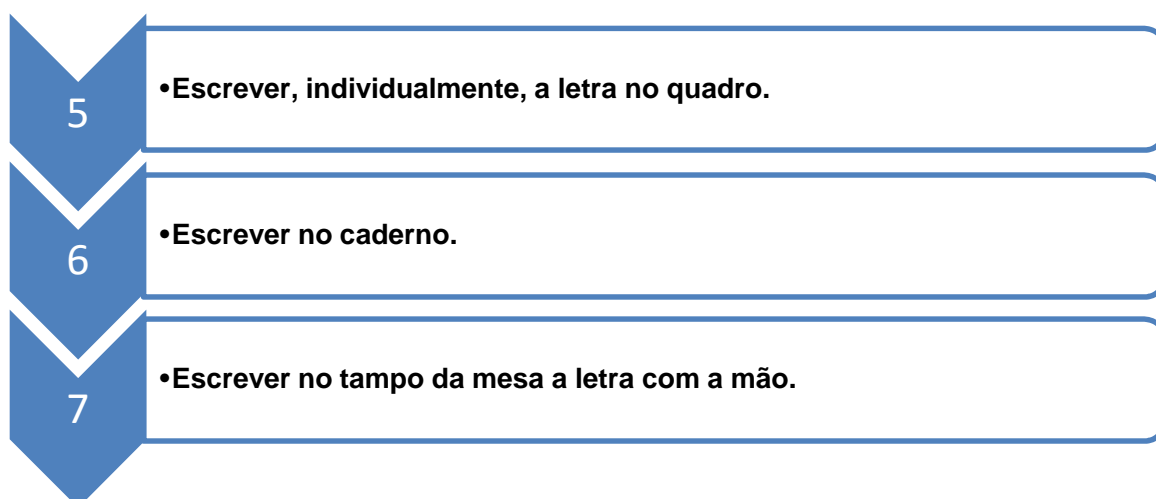 5
•Escrever, individualmente, a letra no quadro.
6
•Escrever no caderno.
7
•Escrever no tampo da mesa a letra com a mão.